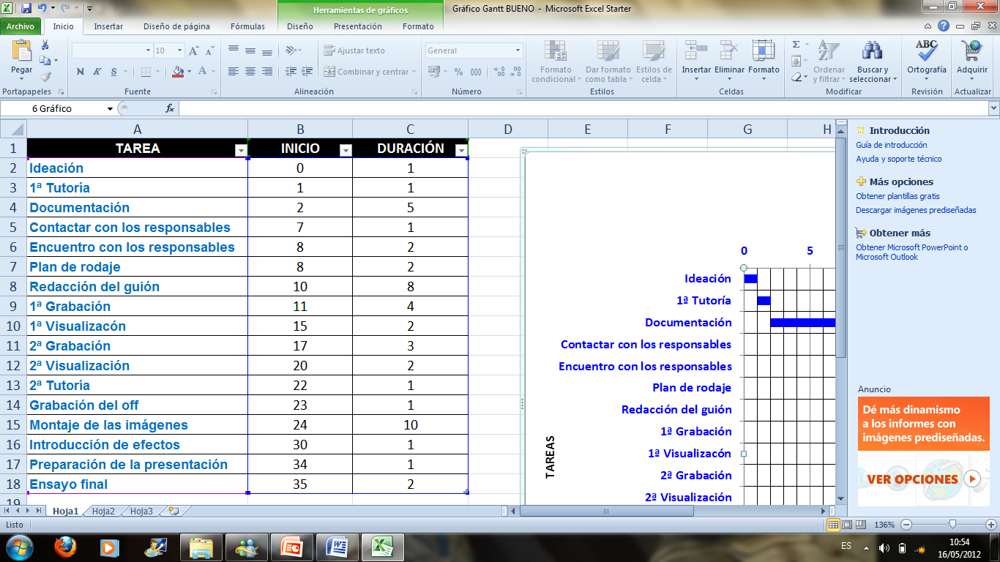 Herramientas de gráficos
Gráfico Gantt BUENO - Microsoft Excel Starter
Archivo Inicio Insertar Diseño de página Fórmulas Diseño Presentación Formato
Pegar
10
N K S
Ajustar texto
Combinar y centrar
General
% 000
Formato condicional
Dar formato como tabla
Estilos de celda
Insertar Eliminar Formato
Ordenar y filtrar
Buscar y seleccionar
ABC
Ortografía
Adquirir
Portapapeles Fuente Alineación Número Estilos Celdas Modificar Revisión Actualizar
6 Gráfico fx
A B C D E F G H
1 TAREA INICIO DURACIÓN
2 Ideación 0 1
3 1ª Tutoría 1 1
4 Documentación 2 5
5 Contactar con los responsables 7 1
6 Encuentro con los responsables 8 2
7 Plan de rodaje 8 2
8 Redacción del guión 10 8
9 1ª Grabación 11 4
10 1ª Visualizacón 15 2
11 2ª Grabación 17 3
12 2ª Visualización 20 2
13 2ª Tutoría 22 1
14 Grabación del off 23 1
15 Montaje de las imágenes 24 10
16 Introducción de efectos 30 1
17 Preparación de la presentación 34 1
18 Ensayo final 35 2
19
0 5
Ideación
1ª Tutoría
Documentación
Contactar con los responsables
Encuentro con los responsables
Plan de rodaje
Redacción del guión
1ª Grabación
1ª Visualizacón
2ª Grabación
2ª Visualización
TAREAS
Introducción
Guía de introducción
Ayuda y soporte técnico
Más opciones
Obtener plantillas gratis
Descargar imágenes prediseñadas
Obtener más
Obtener Microsoft PowerPoint o
Microsoft Outlook
Anuncio
Dé más dinamismo
a los informes con
imágenes prediseñadas.
VER OPCIONES
Hoja1 Hoja2 Hoja3
Listo 136%
ES 10:54
16/05/2012